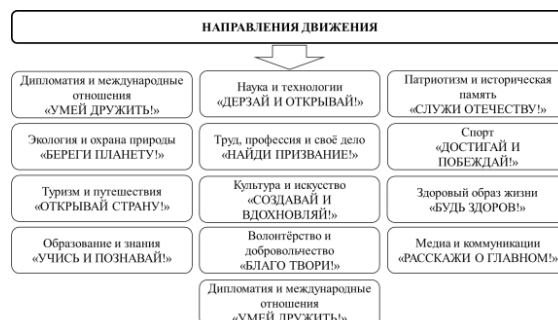 НАПРАВЛЕНИЯ ДВИЖЕНИЯ
Дипломатия и международные
отношения
«УМЕЙ ДРУЖИТЬ!»
Наука и технологии
«ДЕРЗАЙ И ОТКРЫВАЙ!»
Патриотизм и историческая
память
«СЛУЖИ ОТЕЧЕСТВУ!»
Экология и охрана природы
«БЕРЕГИ ПЛАНЕТУ!»
Труд, профессия и своё дело
«НАЙДИ ПРИЗВАНИЕ!»
Спорт
«ДОСТИГАЙ И
ПОБЕЖДАЙ!»
Туризм и путешествия
«ОТКРЫВАЙ СТРАНУ!»
Культура и искусство
«СОЗДАВАЙ И
ВДОХНОВЛЯЙ!»
Здоровый образ жизни
«БУДЬ ЗДОРОВ!»
Образование и знания
«УЧИСЬ И ПОЗНАВАЙ!»
Волонтёрство и
добровольчество
«БЛАГО ТВОРИ!»
Медиа и коммуникации
«РАССКАЖИ О ГЛАВНОМ!»
Дипломатия и международные
отношения
«УМЕЙ ДРУЖИТЬ!»